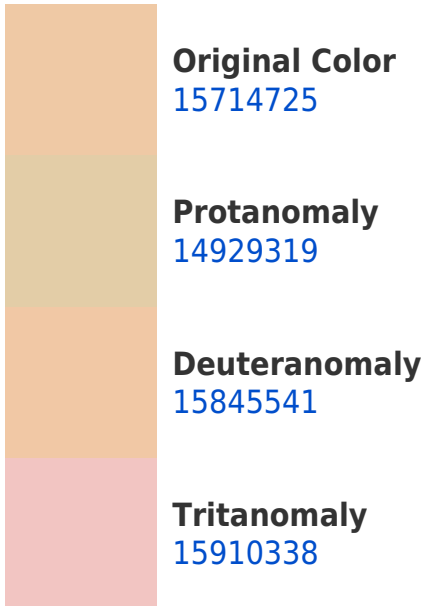 Original Color
15714725
Protanomaly
14929319
Deuteranomaly
15845541
Tritanomaly
15910338